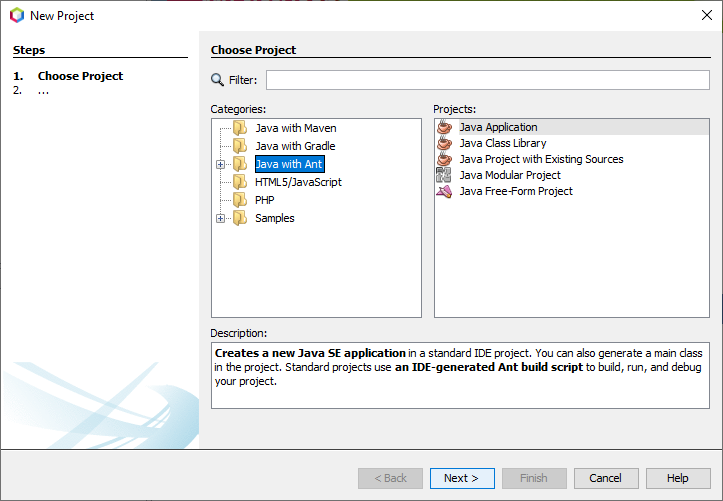 New Project
Steps
1. Choose Project
2. ...
Choose Project
Filter:
Categories:
Java with Maven
Java with Gradle
Java with Ant
HTML5/JavaScript
PHP
Samples
Projects:
Java Application
Java Class Library
Java Project with Existing Sources
Java Modular Project
Java Free-Form Project
Description:
Creates a new Java SE application in a standard IDE project. You can also generate a main class
in the project. Standard projects use an IDE-generated Ant build script to build, run, and debug
your project.
< Back
Next >
Finish
Cancel
Help